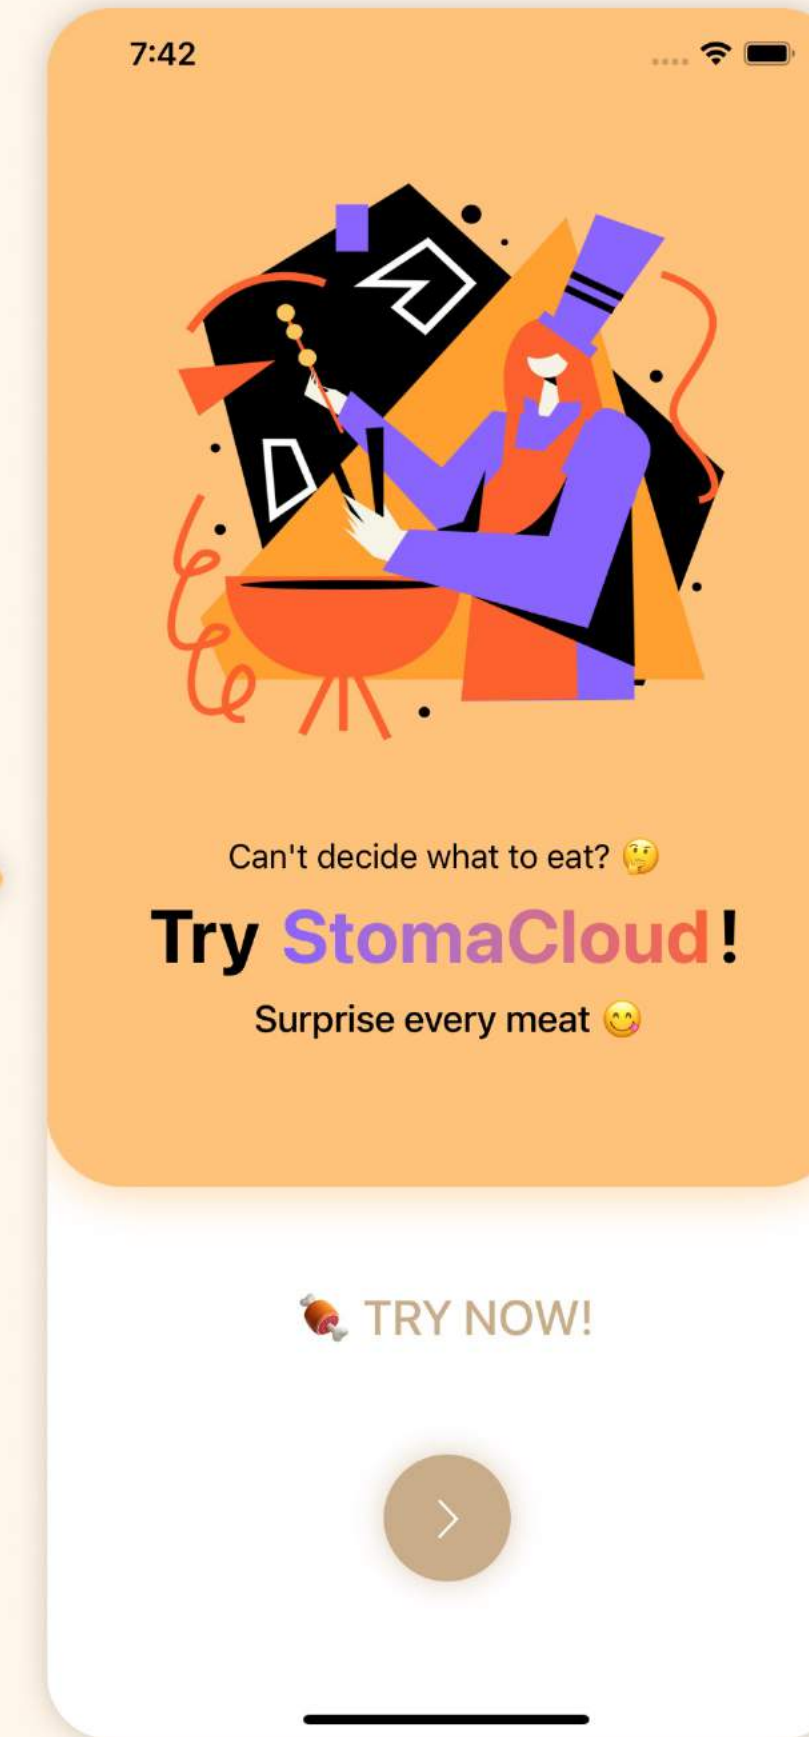 7:42
Can't decide what to eat? 🤔
Try StomaCloud!
Surprise every meat 😋
🍖 TRY NOW!